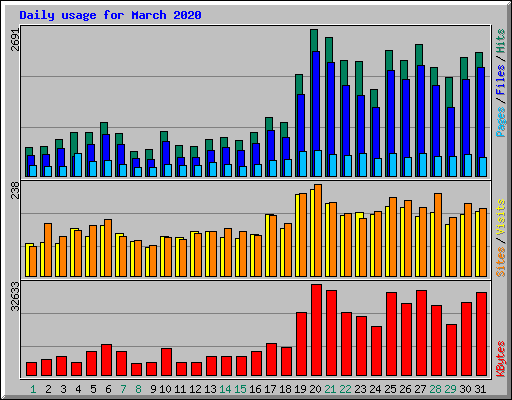 Daily usage for March 2020
2691
Pages / Files / Hits
238
Sites / Visits
32633
KBytes
1 2 3 4 5 6 7 8 9 10 11 12 13 14 15 16 17 18 19 20 21 22 23 24 25 26 27 28 29 30 31